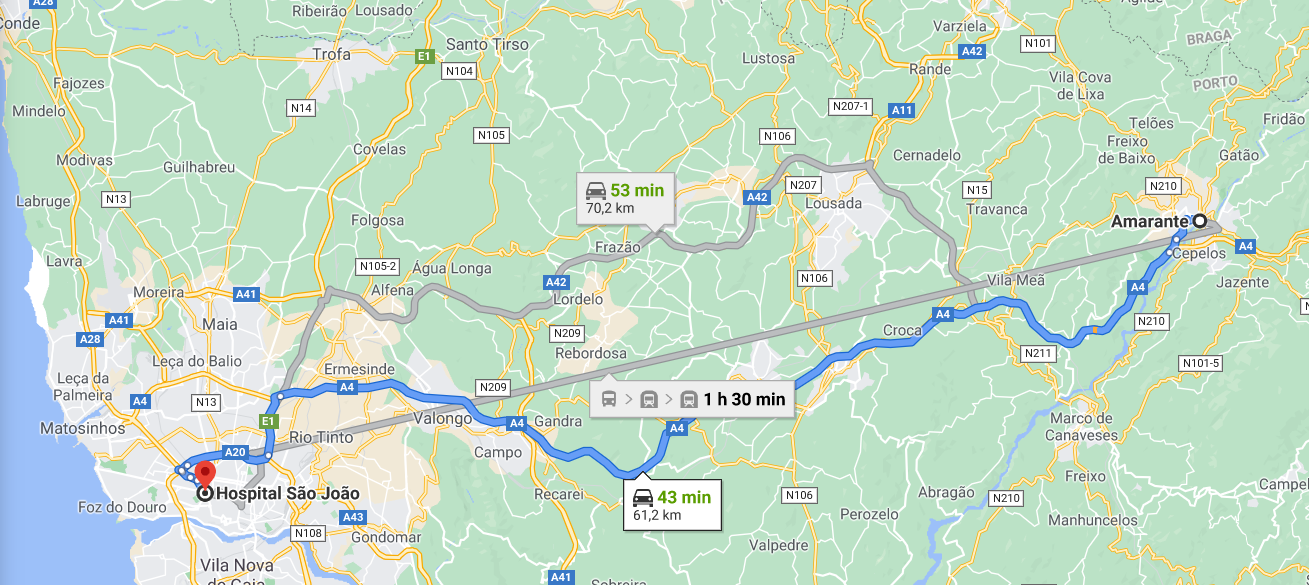 A28
Conde
Ribeirão
Lousado
Santo Tirso
Varziela
A42
N101
BRAGA
PORTO
Trofa
E1
N104
Lustosa
Rande
Vila Cova
de Lixa
Fajozes
Mindelo
N14
N105
N207-1
A11
Fridão
Telões
N106
Covelas
Modivas
Guilhabreu
Cernadelo
Freixo
de Baixo
Gatão
Labruge
N13
53 min
70,2 km
A42
N207
Lousada
N15
Travanca
N210
Amarante
Folgosa
Frazão
A4
Cepelos
Lavra
N105-2
Água Longa
Alfena
A42
Lordelo
N106
Vila Meã
Jazente
Moreira
A41
A4
A41
Maia
A28
N209
Rebordosa
Croca
A4
N210
N211
Leça do Balio
Ermesinde
N101-5
Leça da
Palmeira
A4
N13
A4
N209
1 h 30 min
Matosinhos
E1
Rio Tinto
Valongo
A4
Gandra
A4
Marco de
Canaveses
A20
Campo
Hospital São João
Foz do Douro
Recarei
43 min
61,2 km
N106
Abragão
N210
Freixo
Campel
A43
N108
Gondomar
Perozelo
Manhuncelos
Valpedre
Vila Nova
de Gaia
A41
Sobreira